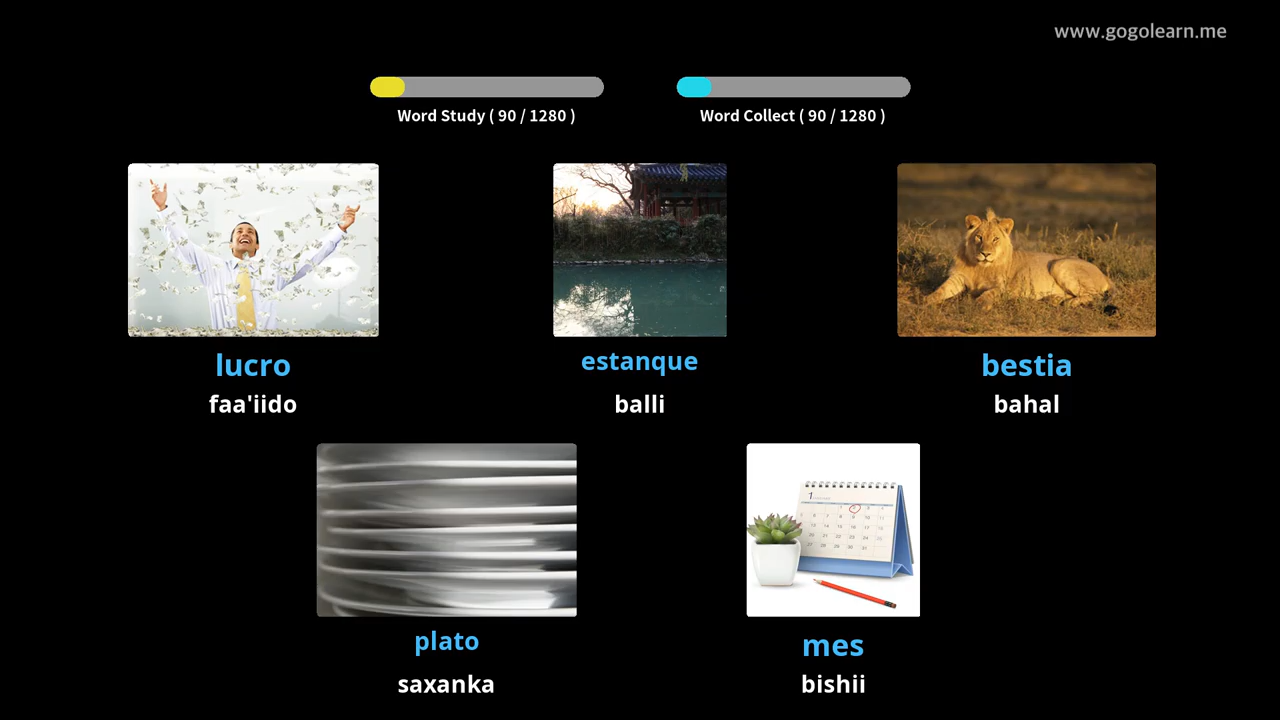 www.gogolearn.me
Word Study ( 90 / 1280 )
Word Collect ( 90 / 1280 )
lucro
faa'iido
estanque
balli
bestia
bahal
plato
saxanka
mes
bishii